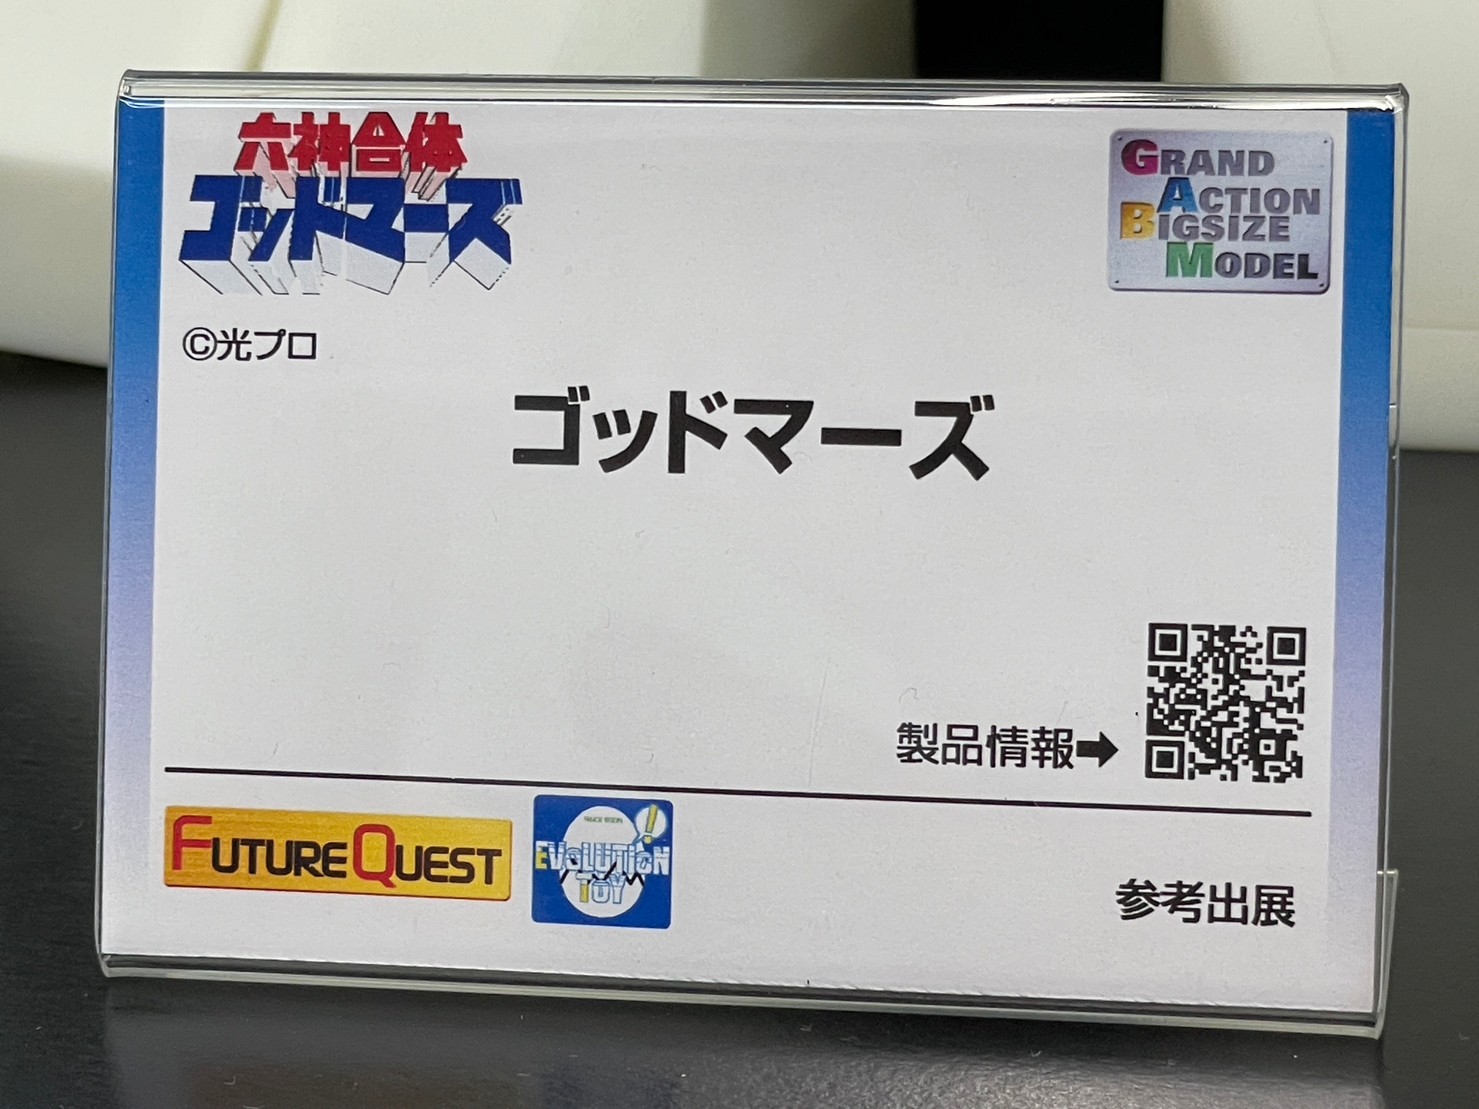 六神合体
ゴッドマーズ
GRAND
ACTION
BIGSIZE
MODEL
©光プロ
ゴッドマーズ
製品情報➡
FUTURE QUEST
EVOLUTION
TOY
参考出展